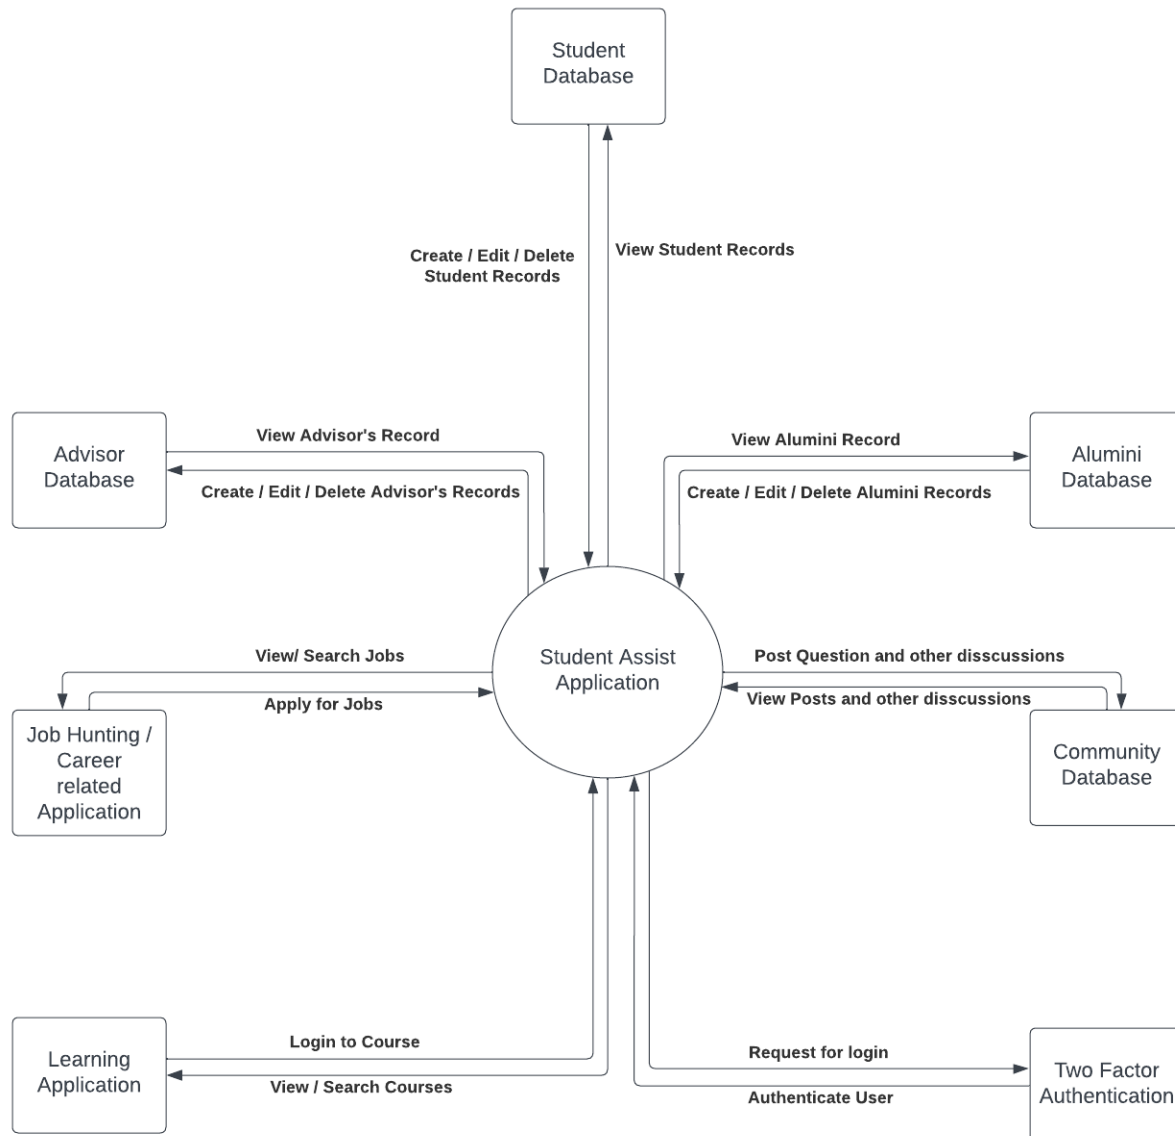 Student
Database
Create / Edit / Delete
Student Records
View Student Records
Advisor
Database
View Advisor's Record
Create / Edit / Delete Advisor's Records
View Alumini Record
Create / Edit / Delete Alumini Records
Alumini
Database
Student Assist
Application
View/ Search Jobs
Apply for Jobs
Job Hunting /
Career
related
Application
Post Question and other disscussions
View Posts and other disscussions
Community
Database
Learning
Application
Login to Course
View / Search Courses
Request for login
Authenticate User
Two Factor
Authentication